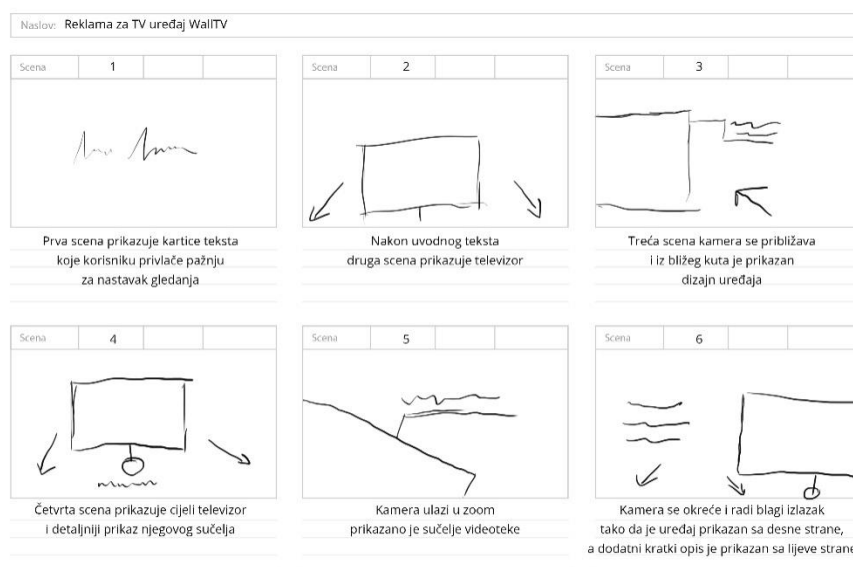 Naslov: Reklama za TV uređaj WallTV
Scena 1
Prva scena prikazuje kartice teksta
koje korisniku privlače pažnju
za nastavak gledanja
Scena 2
Nakon uvodnog teksta
druga scena prikazuje televizor
Scena 3
Treća scena kamera se približava
i iz bližeg kuta je prikazan
dizajn uređaja
Scena 4
Četvrta scena prikazuje cijeli televizor
i detaljniji prikaz njegovog sučelja
Scena 5
Kamera ulazi u zoom
prikazano je sučelje videoteke
Scena 6
Kamera se okreće i radi blagi izlazak
tako da je uređaj prikazan sa desne strane,
a dodatni kratki opis je prikazan sa lijeve strane